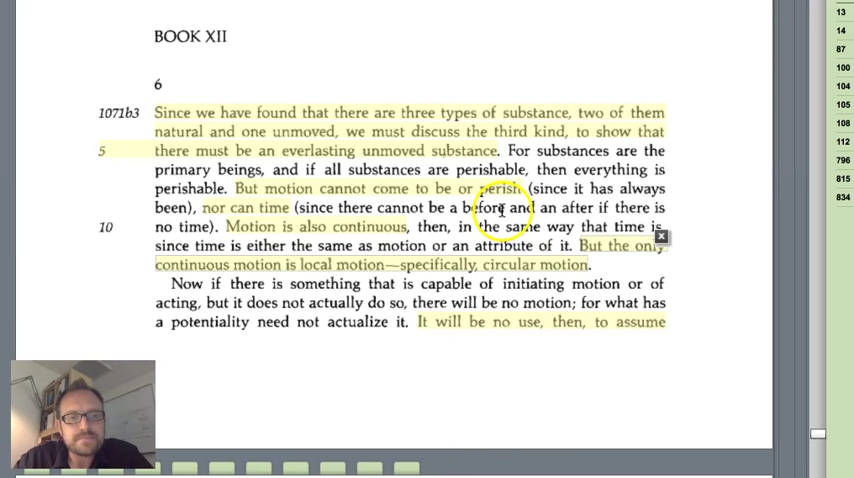 BOOK XII
6
1071b3 Since we have found that there are three types of substance, two of them
natural and one unmoved, we must discuss the third kind, to show that
5 there must be an everlasting unmoved substance. For substances are the
primary beings, and if all substances are perishable, then everything is
perishable. But motion cannot come to be or perish (since it has always
been), nor can time (since there cannot be a before and an after if there is
10 no time). Motion is also continuous, then, in the same way that time is,
since time is either the same as motion or an attribute of it. But the only
continuous motion is local motion—specifically, circular motion.
Now if there is something that is capable of initiating motion or of
acting, but it does not actually do so, there will be no motion; for what has
a potentiality need not actualize it. It will be no use, then, to assume
13
14
87
100
104
105
108
112
796
815
834